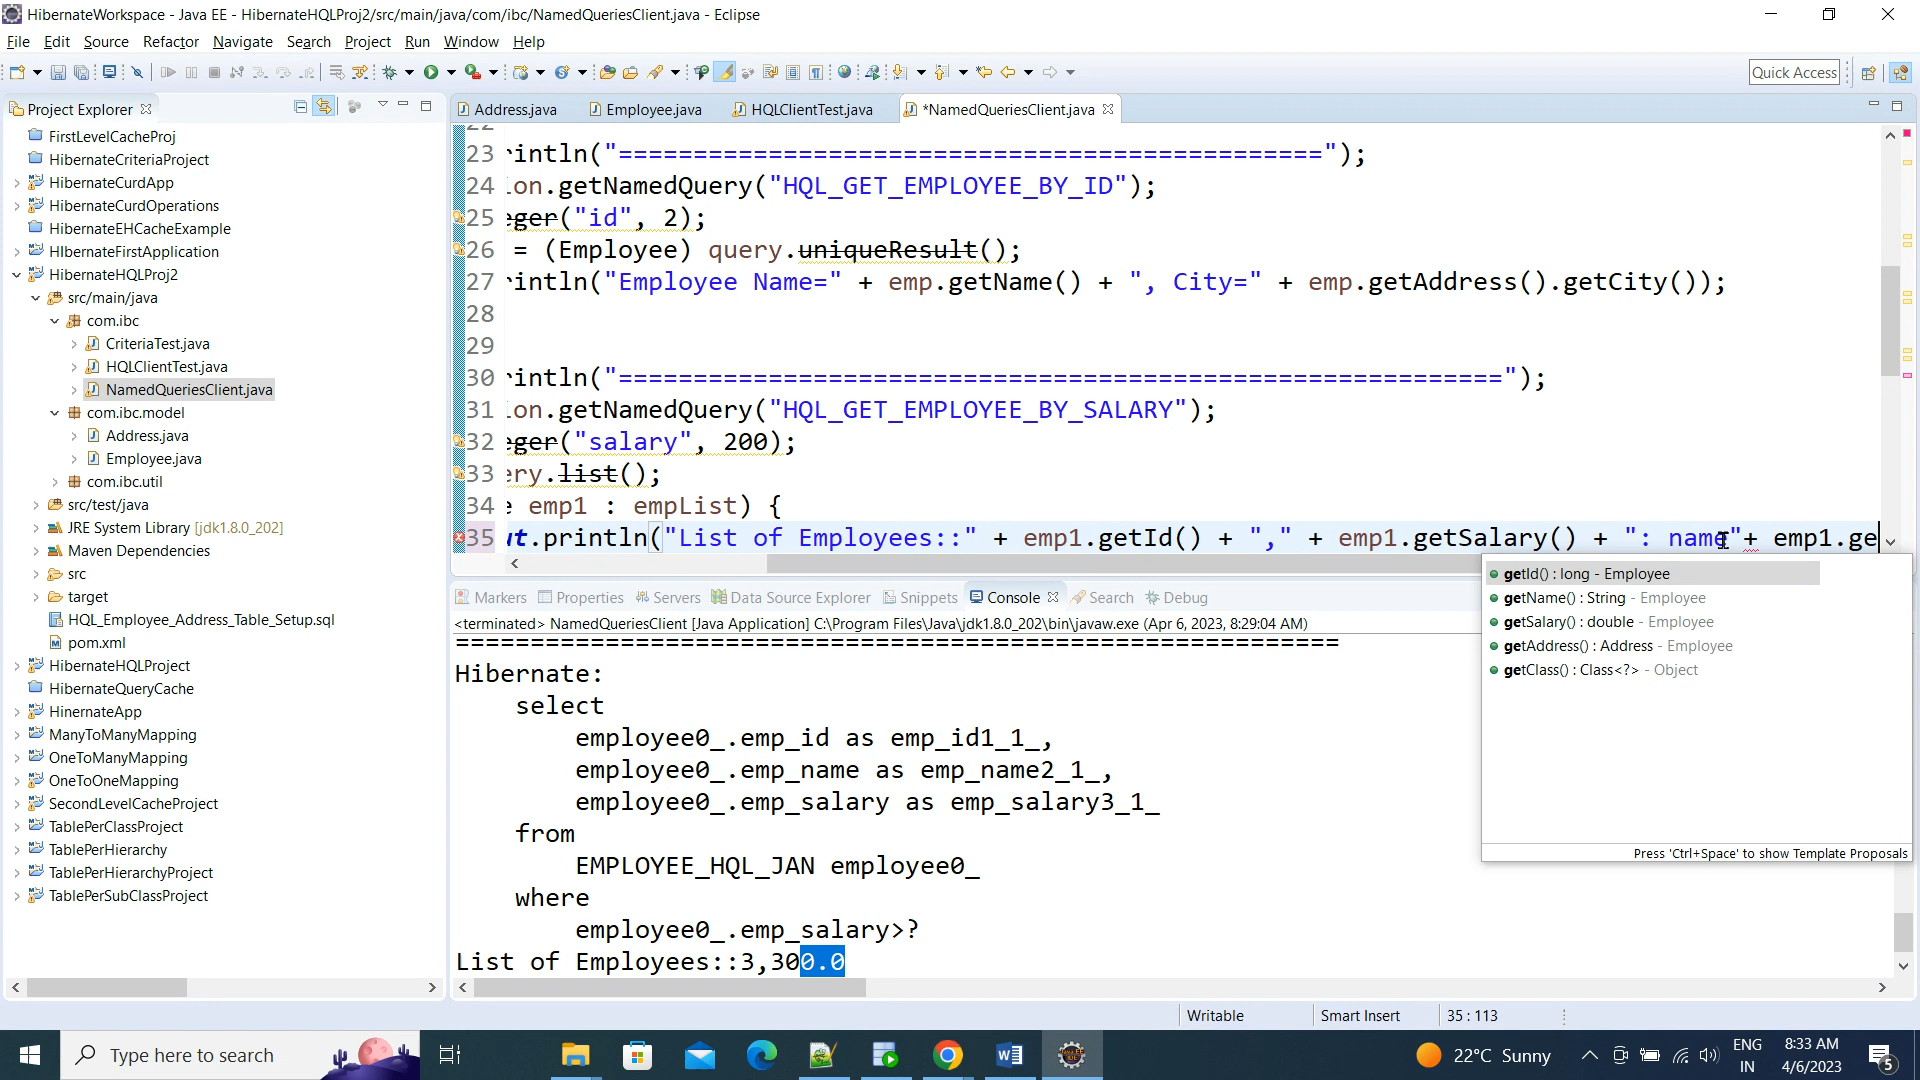 HibernateWorkspace - Java EE - HibernateHQLProj2/src/main/java/com/ibc/NamedQueriesClient.java - Eclipse
File Edit Source Refactor Navigate Search Project Run Window Help
Quick Access
Project Explorer
FirstLevelCacheProj
HibernateCriteriaProject
HibernateCurdApp
HibernateCurdOperations
HibernateEHCacheExample
HIbernateFirstApplication
HibernateHQLProj2
src/main/java
com.ibc
CriteriaTest.java
HQLClientTest.java
NamedQueriesClient.java
com.ibc.model
Address.java
Employee.java
com.ibc.util
src/test/java
JRE System Library [jdk1.8.0_202]
Maven Dependencies
src
target
HQL_Employee_Address_Table_Setup.sql
pom.xml
HibernateHQLProject
HibernateQueryCache
HinernateApp
ManyToManyMapping
OneToManyMapping
OneToOneMapping
SecondLevelCacheProject
TablePerClassProject
TablePerHierarchy
TablePerHierarchyProject
TablePerSubClassProject
Address.java Employee.java HQLClientTest.java *NamedQueriesClient.java
22
23 rintln("===============================================");
24 ion.getNamedQuery("HQL_GET_EMPLOYEE_BY_ID");
25 eger("id", 2);
26 = (Employee) query.uniqueResult();
27 rintln("Employee Name=" + emp.getName() + ", City=" + emp.getAddress().getCity());
28
29
30 rintln("===========================================================");
31 ion.getNamedQuery("HQL_GET_EMPLOYEE_BY_SALARY");
32 eger("salary", 200);
33 ery.list();
34 e emp1 : empList) {
35 ut.println("List of Employees::" + emp1.getId() + "," + emp1.getSalary() + ": name"+ emp1.ge
getId() : long - Employee
getName() : String - Employee
getSalary() : double - Employee
getAddress() : Address - Employee
getClass() : Class<?> - Object
Press 'Ctrl+Space' to show Template Proposals
Markers Properties Servers Data Source Explorer Snippets Console Search Debug
<terminated> NamedQueriesClient [Java Application] C:\Program Files\Java\jdk1.8.0_202\bin\javaw.exe (Apr 6, 2023, 8:29:04 AM)
===========================================================
Hibernate:
select
employee0_.emp_id as emp_id1_1_,
employee0_.emp_name as emp_name2_1_,
employee0_.emp_salary as emp_salary3_1_
from
EMPLOYEE_HQL_JAN employee0_
where
employee0_.emp_salary>?
List of Employees::3,300.0
Writable Smart Insert 35 : 113
Type here to search
22°C Sunny
ENG
IN
8:33 AM
4/6/2023
5